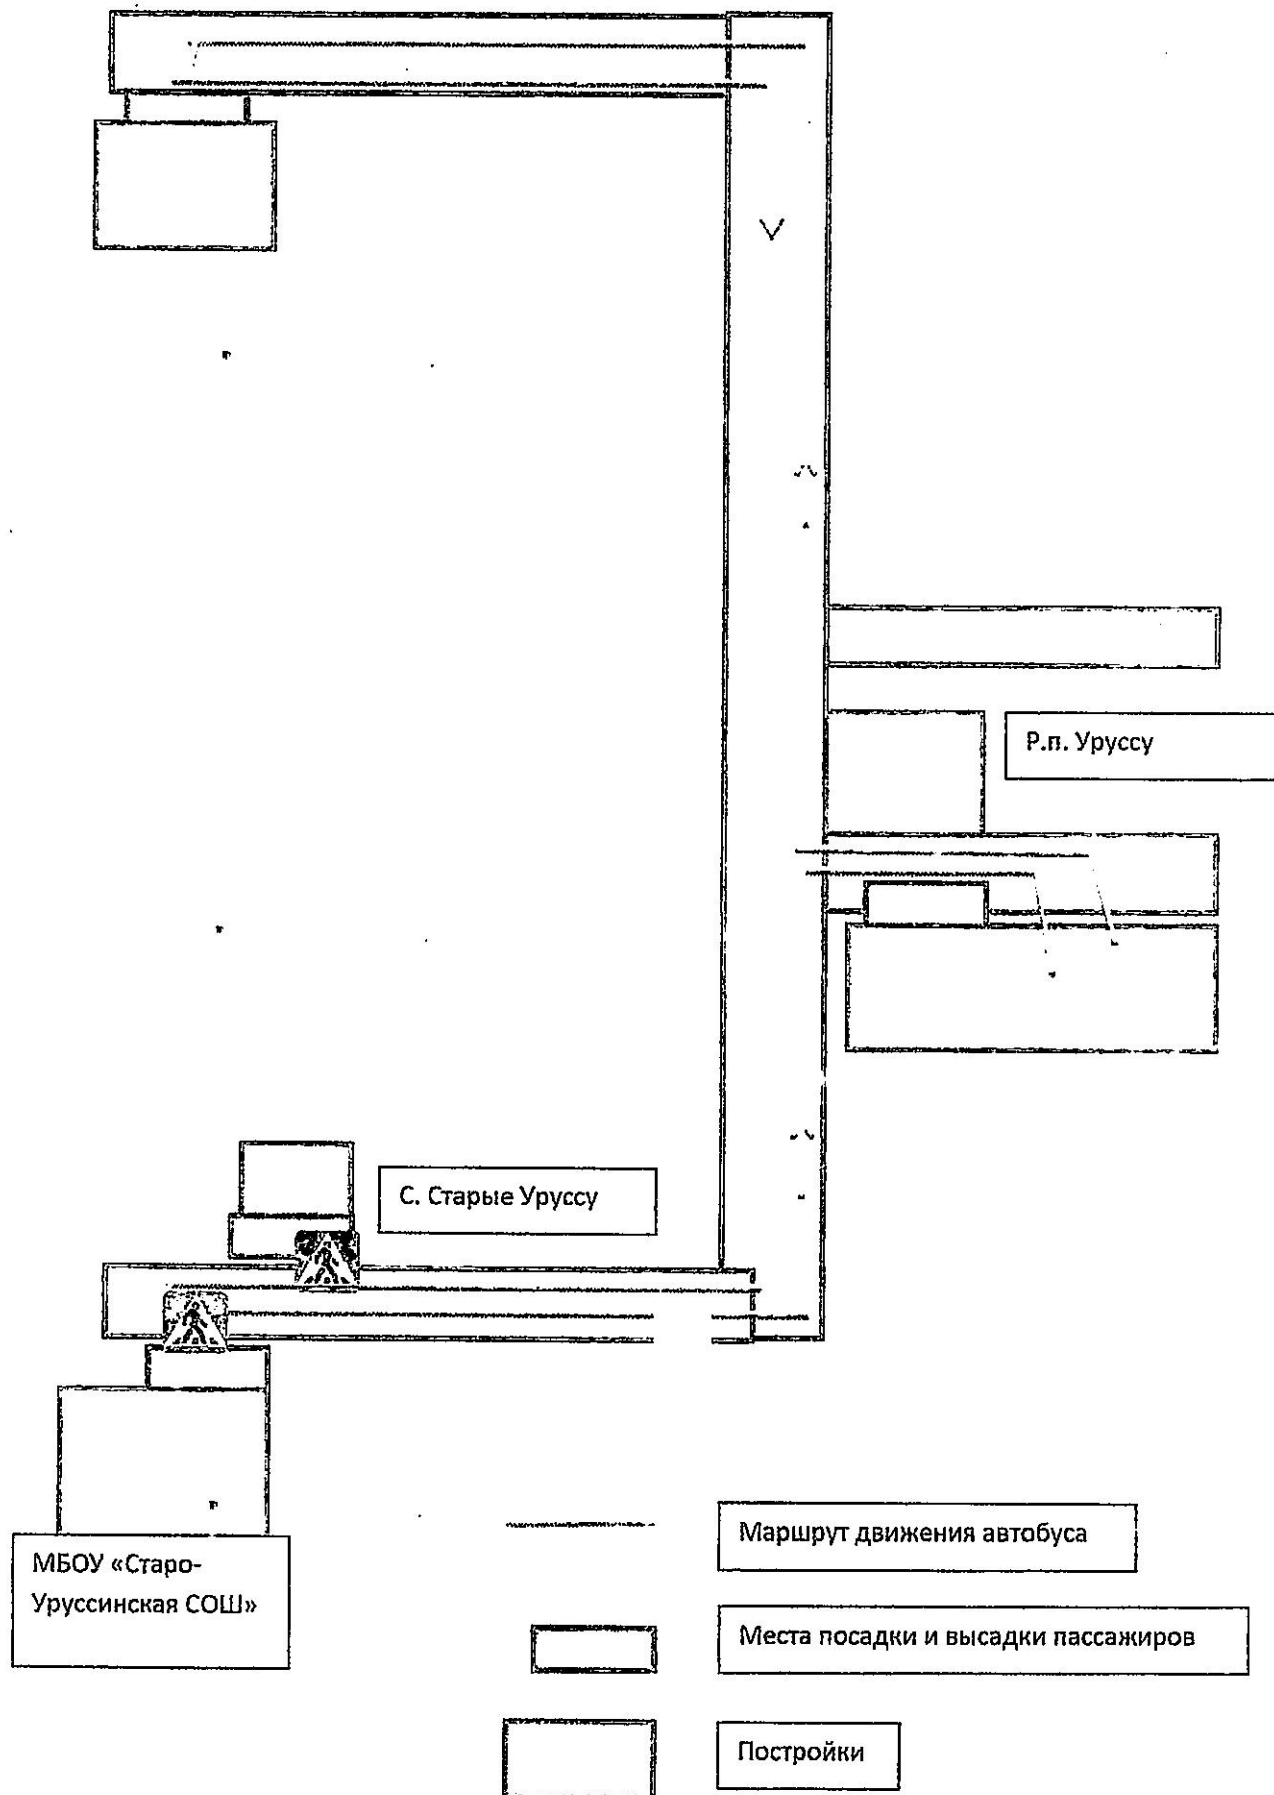 Р.п. Уруссу
С. Старые Уруссу
МБОУ «Старо-
Уруссинская СОШ»
Маршрут движения автобуса
Места посадки и высадки пассажиров
Постройки